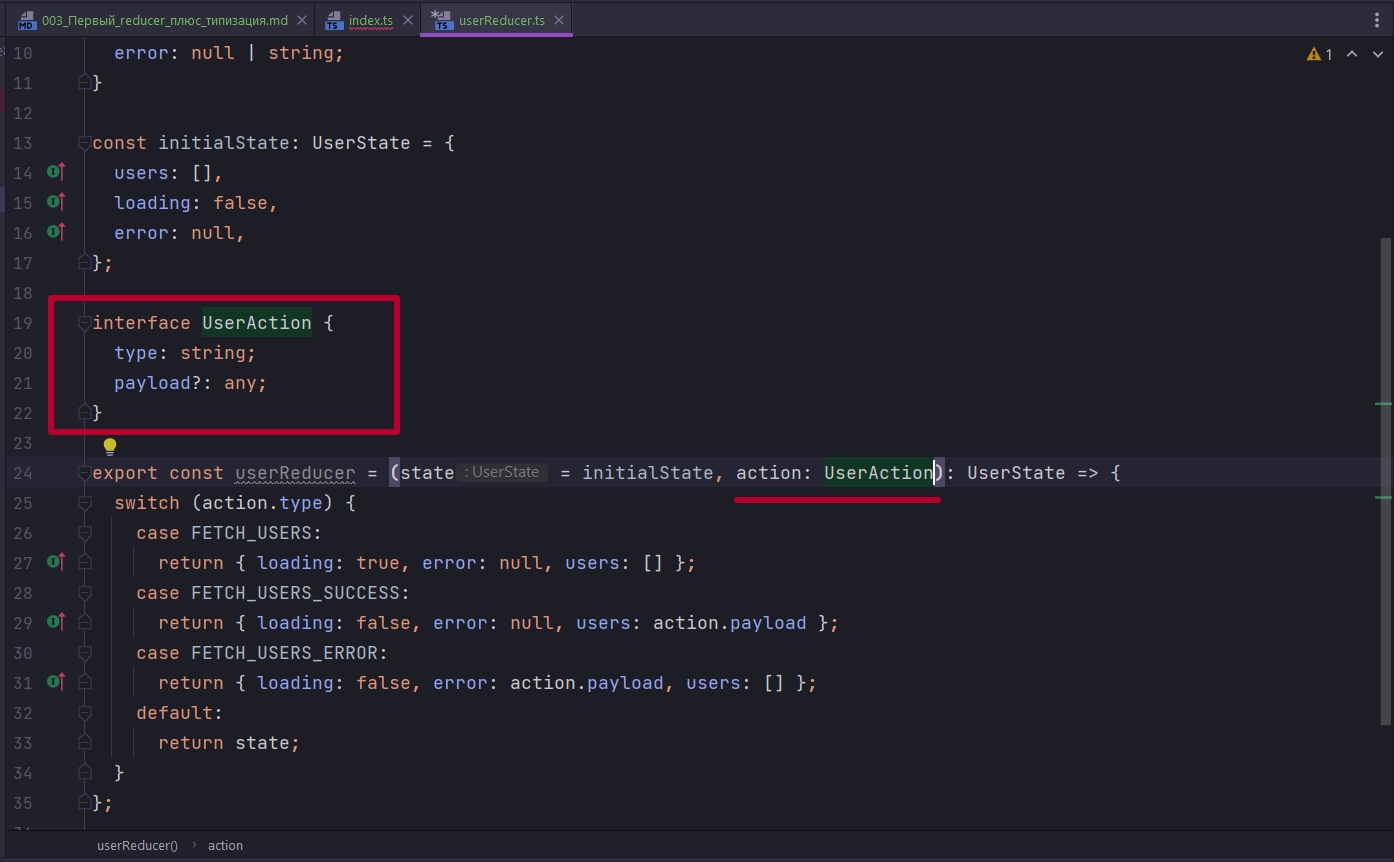 003_Первый_reducer_плюс_типизация.md index.ts userReducer.ts
10 error: null | string;
11 }
12
13 const initialState: UserState = {
14 users: [],
15 loading: false,
16 error: null,
17 };
18
19 interface UserAction {
20 type: string;
21 payload?: any;
22 }
23
24 export const userReducer = (state : UserState = initialState, action: UserAction): UserState => {
25 switch (action.type) {
26 case FETCH_USERS:
27 return { loading: true, error: null, users: [] };
28 case FETCH_USERS_SUCCESS:
29 return { loading: false, error: null, users: action.payload };
30 case FETCH_USERS_ERROR:
31 return { loading: false, error: action.payload, users: [] };
32 default:
33 return state;
34 }
35 };
userReducer() › action
1